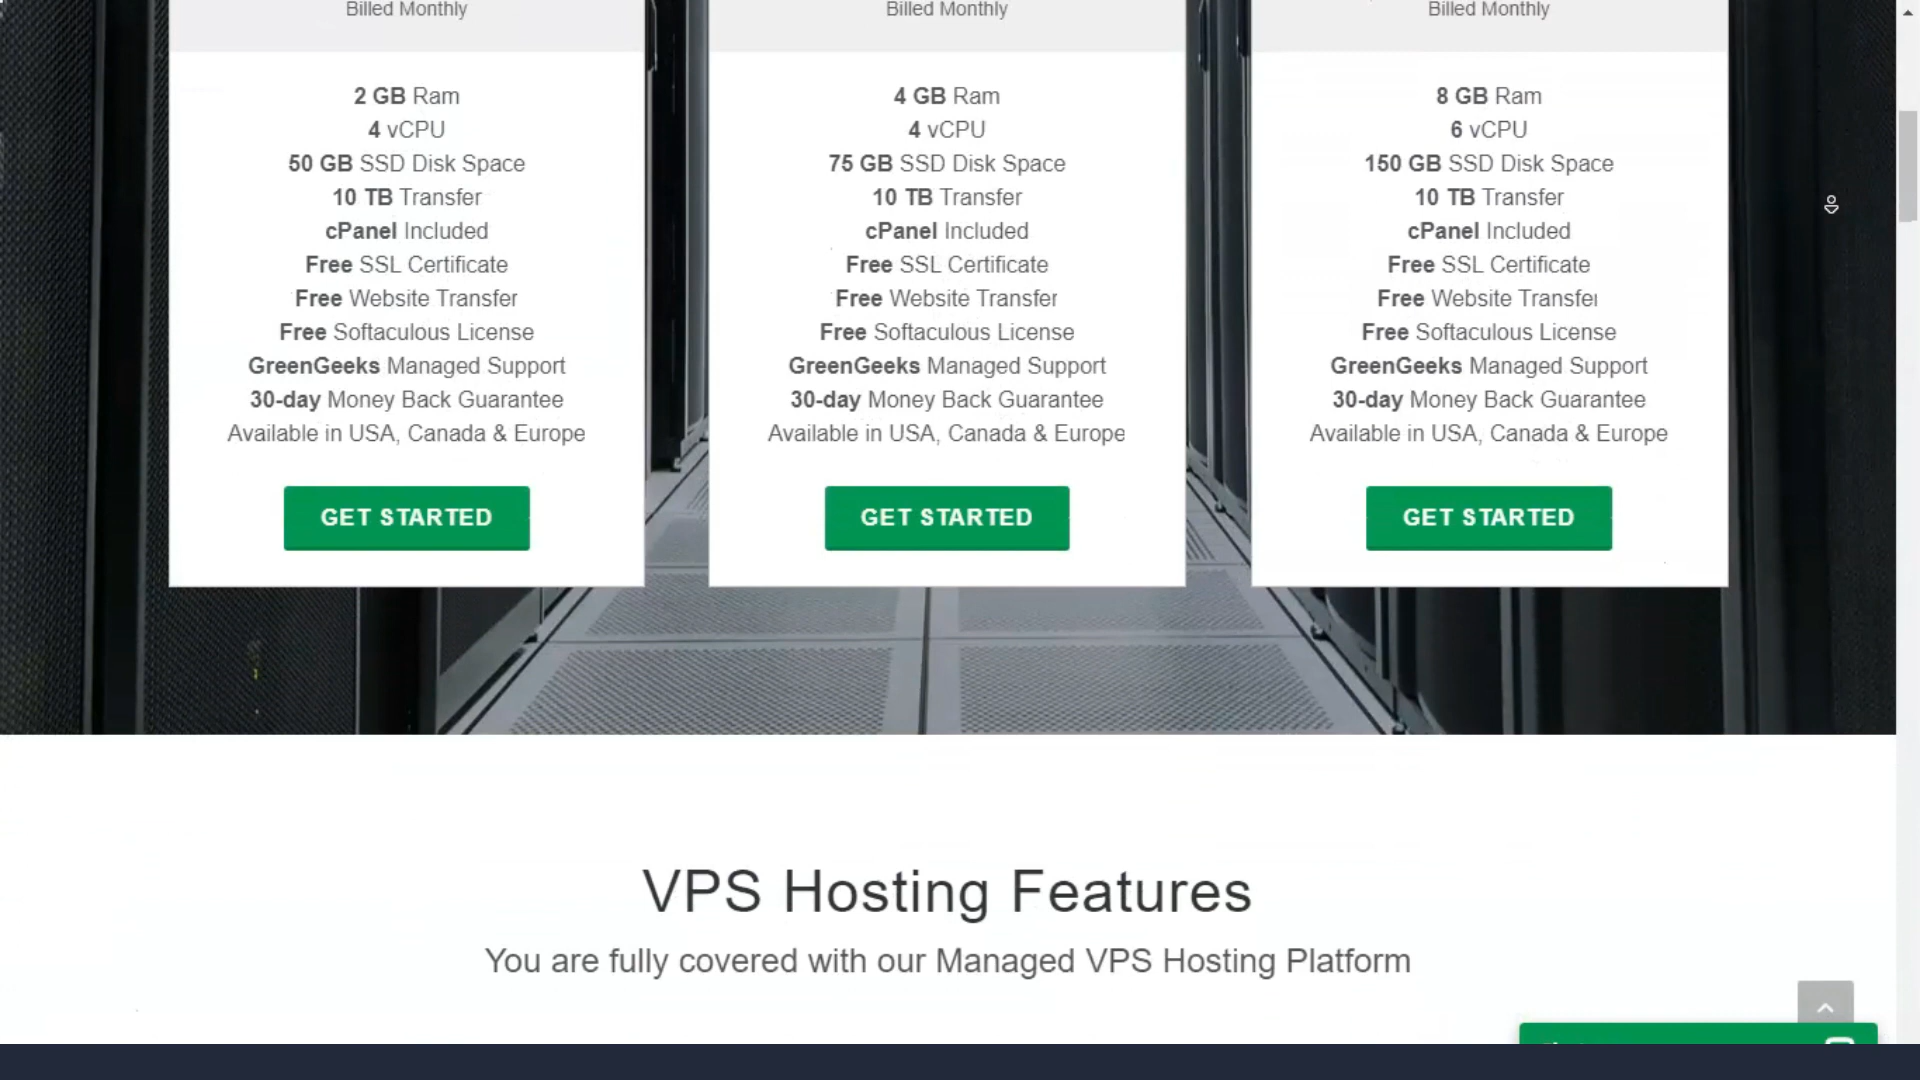 Billed Monthly
2 GB Ram
4 vCPU
50 GB SSD Disk Space
10 TB Transfer
cPanel Included
Free SSL Certificate
Free Website Transfer
Free Softaculous License
GreenGeeks Managed Support
30-day Money Back Guarantee
Available in USA, Canada & Europe
GET STARTED
Billed Monthly
4 GB Ram
4 vCPU
75 GB SSD Disk Space
10 TB Transfer
cPanel Included
Free SSL Certificate
Free Website Transfer
Free Softaculous License
GreenGeeks Managed Support
30-day Money Back Guarantee
Available in USA, Canada & Europe
GET STARTED
Billed Monthly
8 GB Ram
6 vCPU
150 GB SSD Disk Space
10 TB Transfer
cPanel Included
Free SSL Certificate
Free Website Transfer
Free Softaculous License
GreenGeeks Managed Support
30-day Money Back Guarantee
Available in USA, Canada & Europe
GET STARTED
VPS Hosting Features
You are fully covered with our Managed VPS Hosting Platform